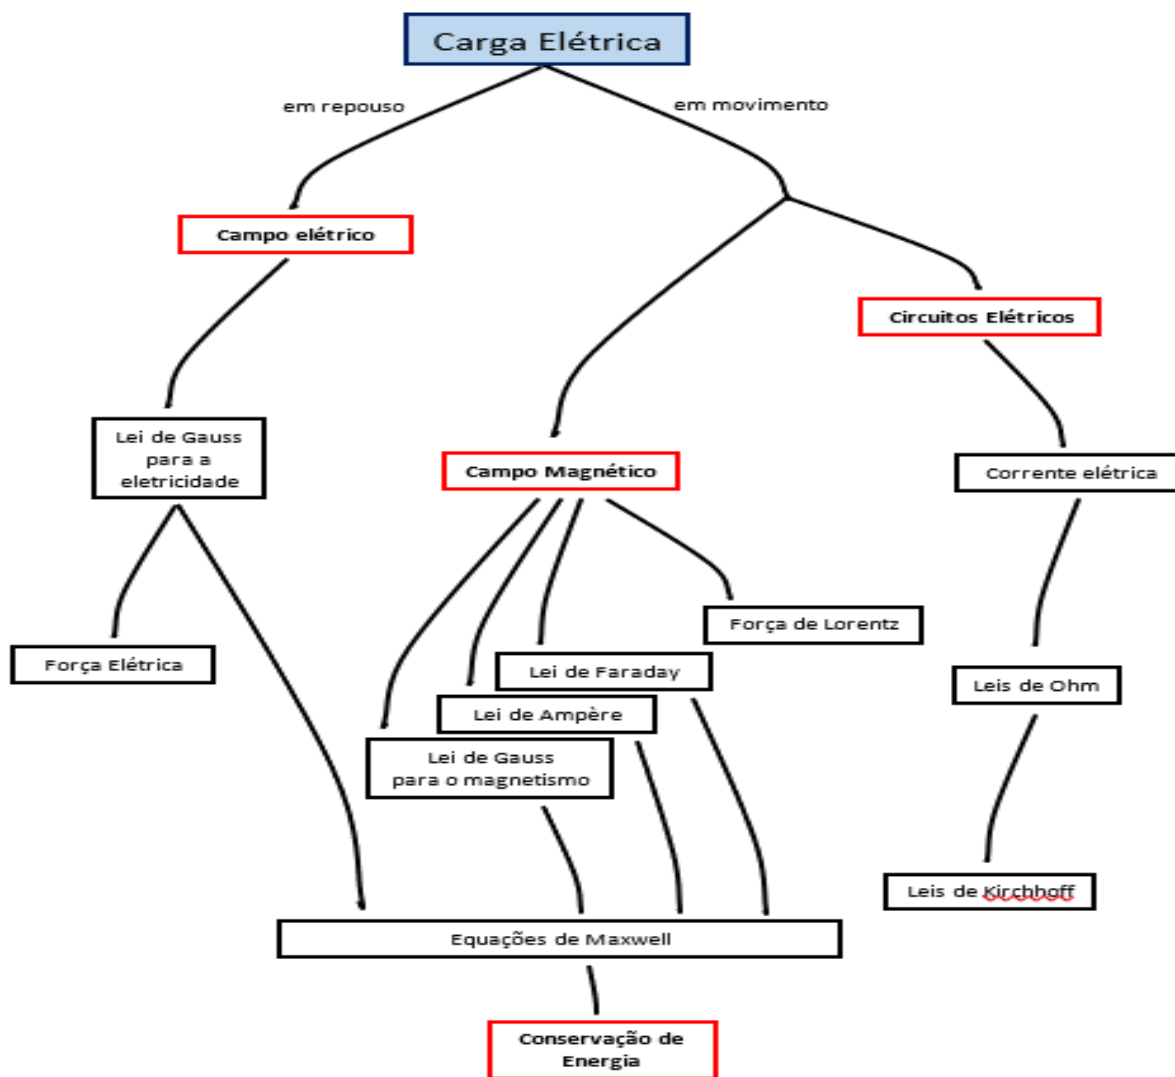 Carga Elétrica
em repouso
em movimento
Campo elétrico
Circuitos Elétricos
Lei de Gauss
para a
eletricidade
Campo Magnético
Corrente elétrica
Força Elétrica
Força de Lorentz
Lei de Faraday
Leis de Ohm
Lei de Ampère
Lei de Gauss
para o magnetismo
Leis de Kirchhoff
Equações de Maxwell
Conservação de
Energia